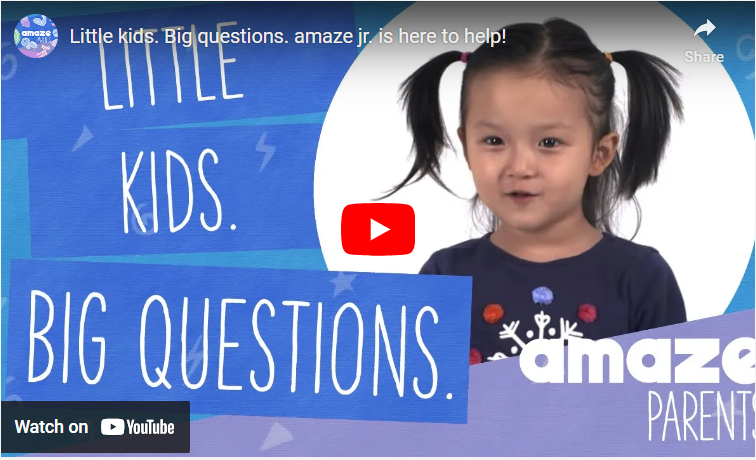 amaze
Little kids. Big questions. amaze jr. is here to help!
Share
LITTLE
KIDS.
BIG QUESTIONS.
amaze
PARENTS
Watch on YouTube